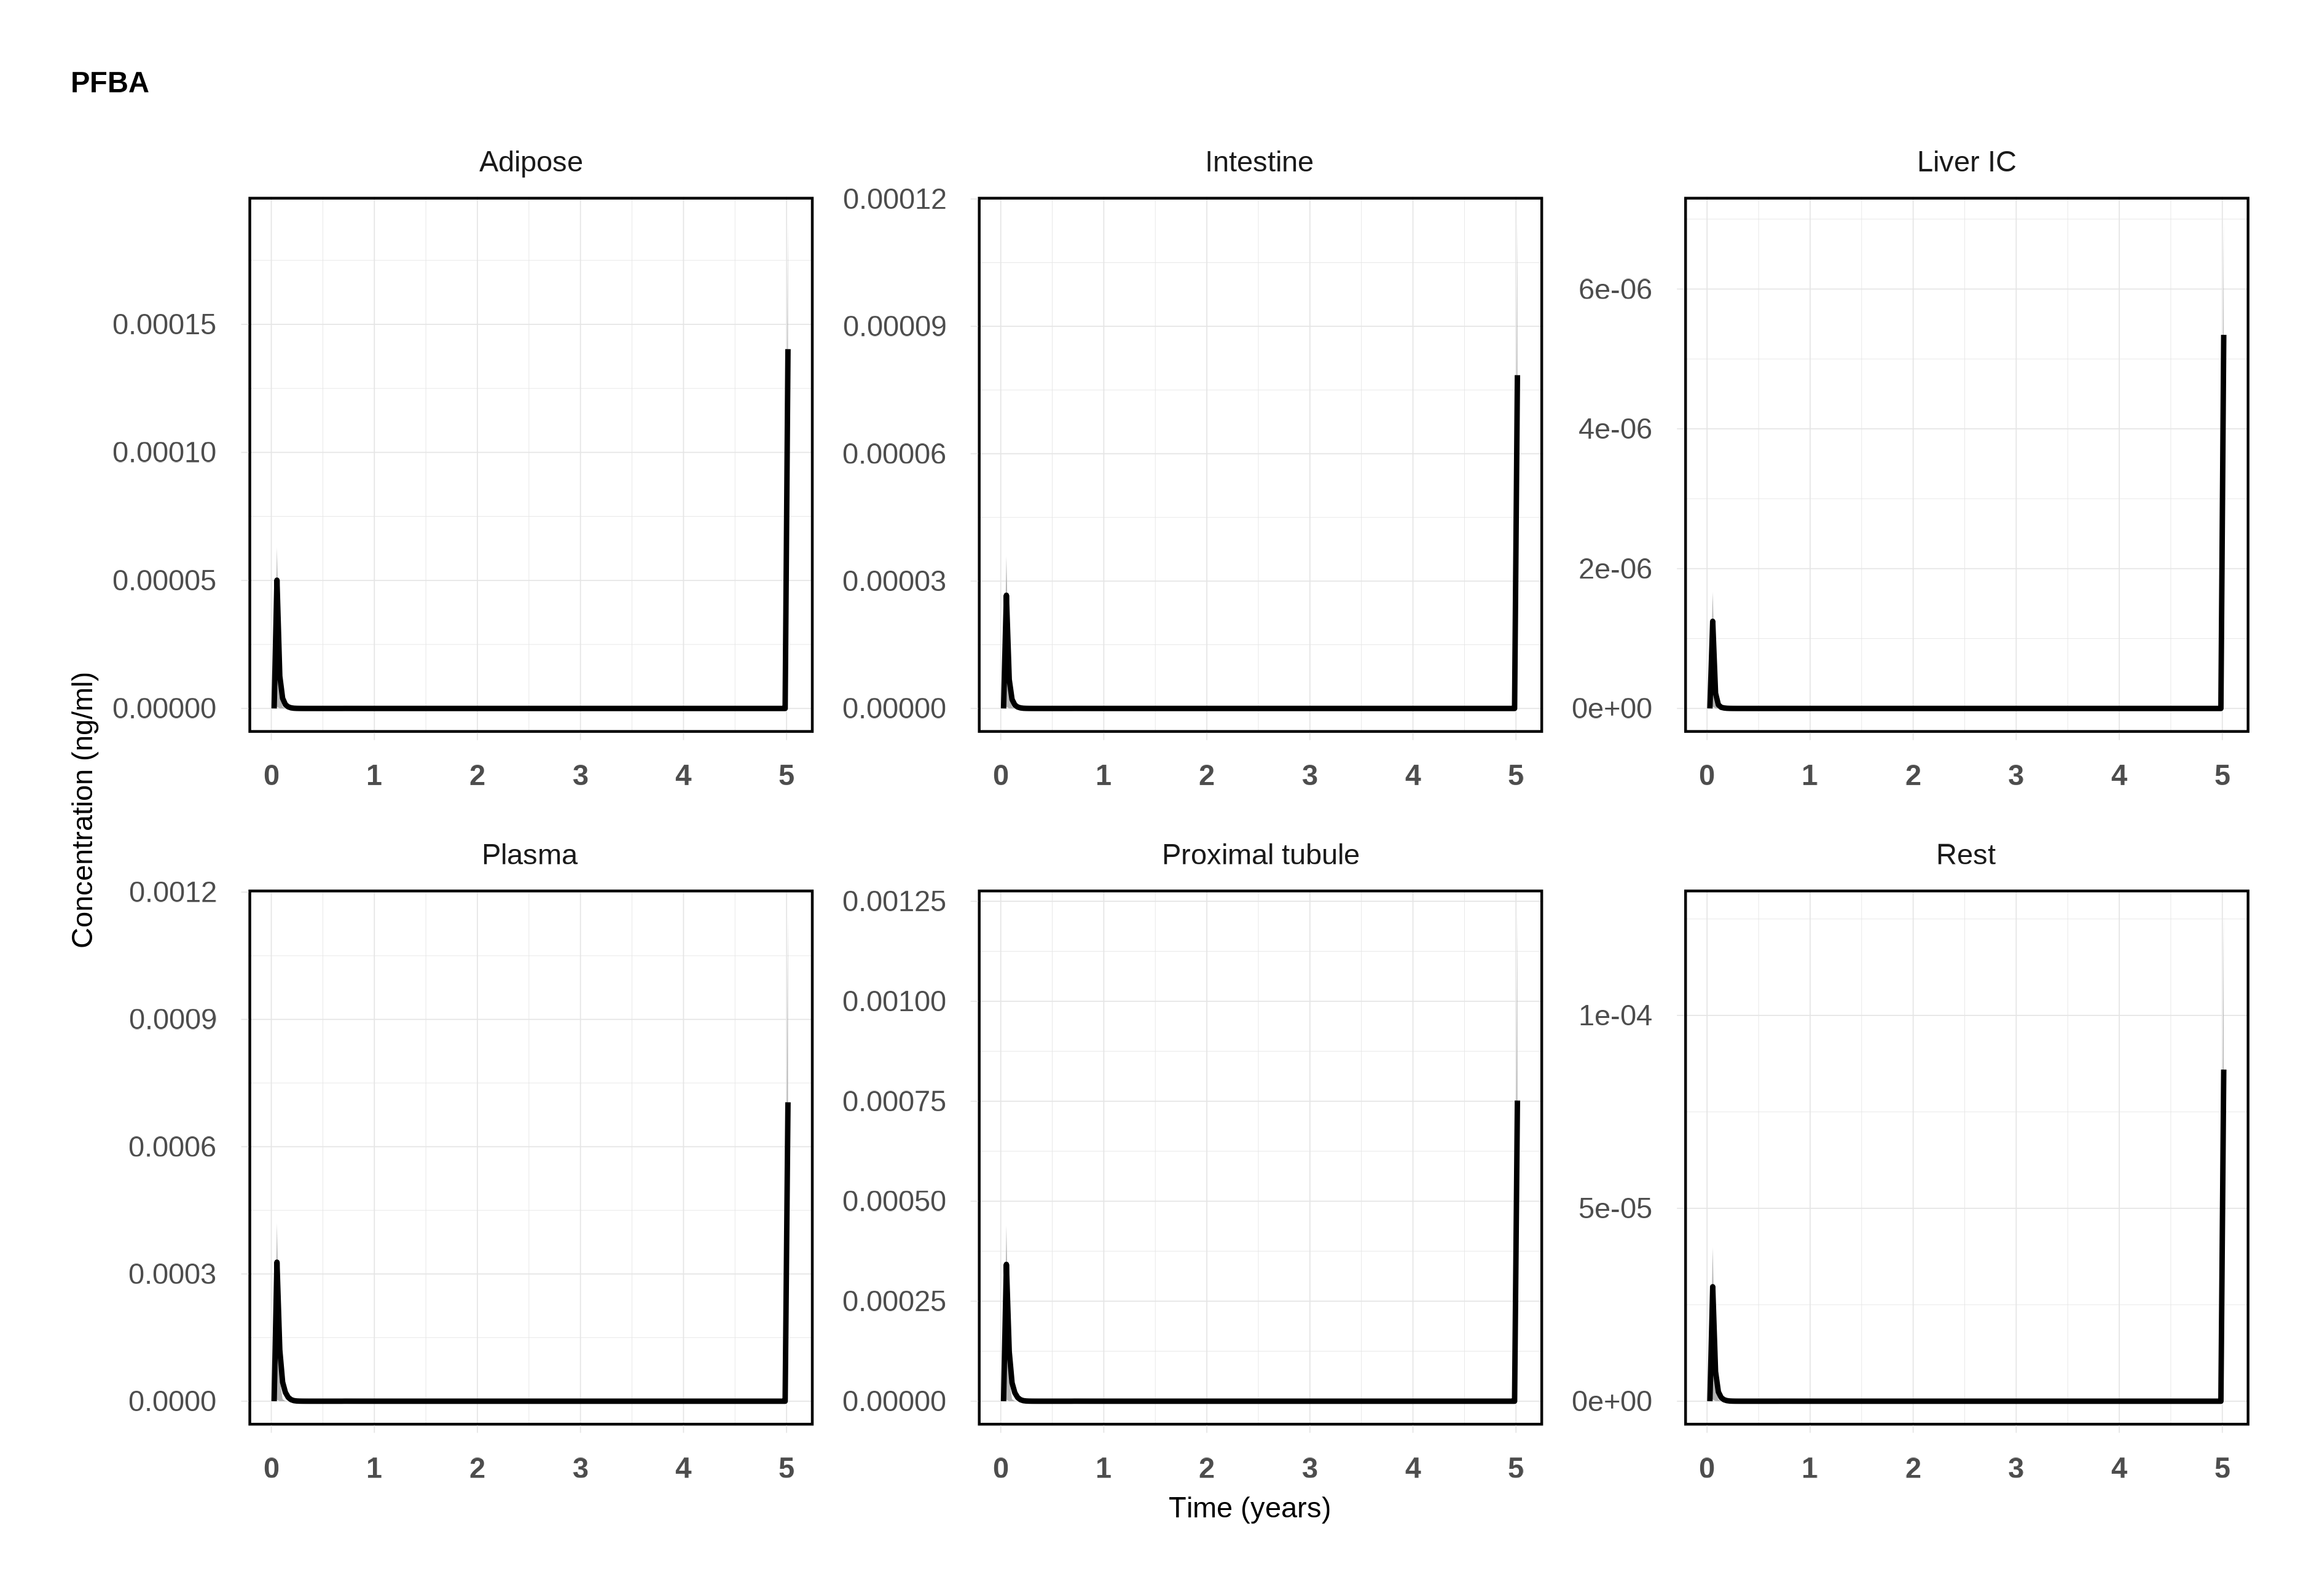 PFBA
Adipose
Intestine
Liver IC
0.00015
0.00010
0.00005
0.00000
0.00012
0.00009
0.00006
0.00003
0.00000
6e-06
4e-06
2e-06
0e+00
0 1 2 3 4 5
0 1 2 3 4 5
0 1 2 3 4 5
Concentration (ng/ml)
Plasma
Proximal tubule
Rest
0.0012
0.0009
0.0006
0.0003
0.0000
0.00125
0.00100
0.00075
0.00050
0.00025
0.00000
1e-04
5e-05
0e+00
0 1 2 3 4 5
0 1 2 3 4 5
0 1 2 3 4 5
Time (years)